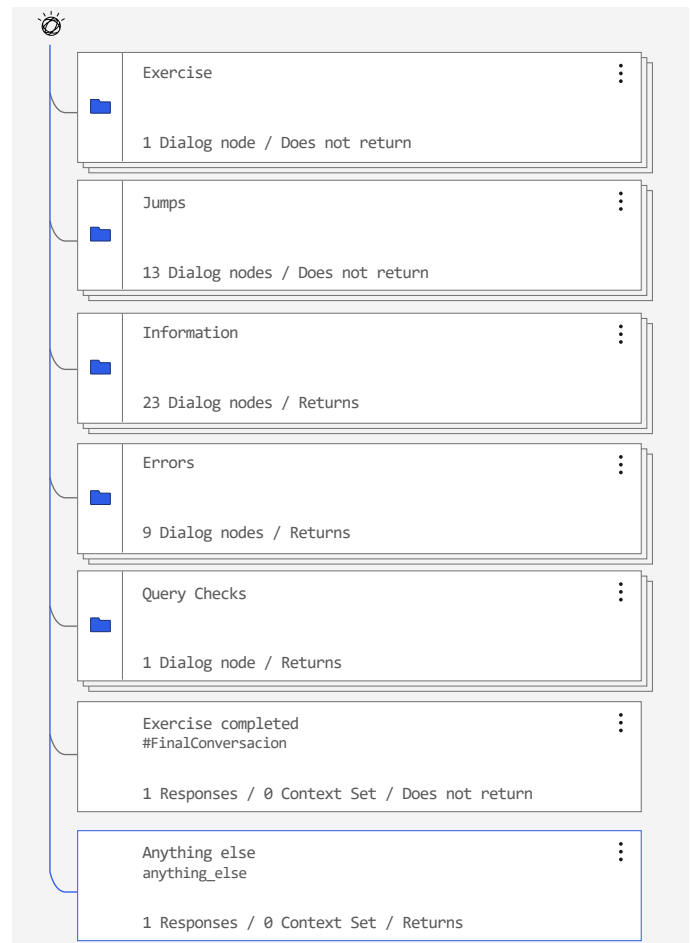 Exercise
1 Dialog node / Does not return
Jumps
13 Dialog nodes / Does not return
Information
23 Dialog nodes / Returns
Errors
9 Dialog nodes / Returns
Query Checks
1 Dialog node / Returns
Exercise completed
#FinalConversacion
1 Responses / 0 Context Set / Does not return
Anything else
anything_else
1 Responses / 0 Context Set / Returns